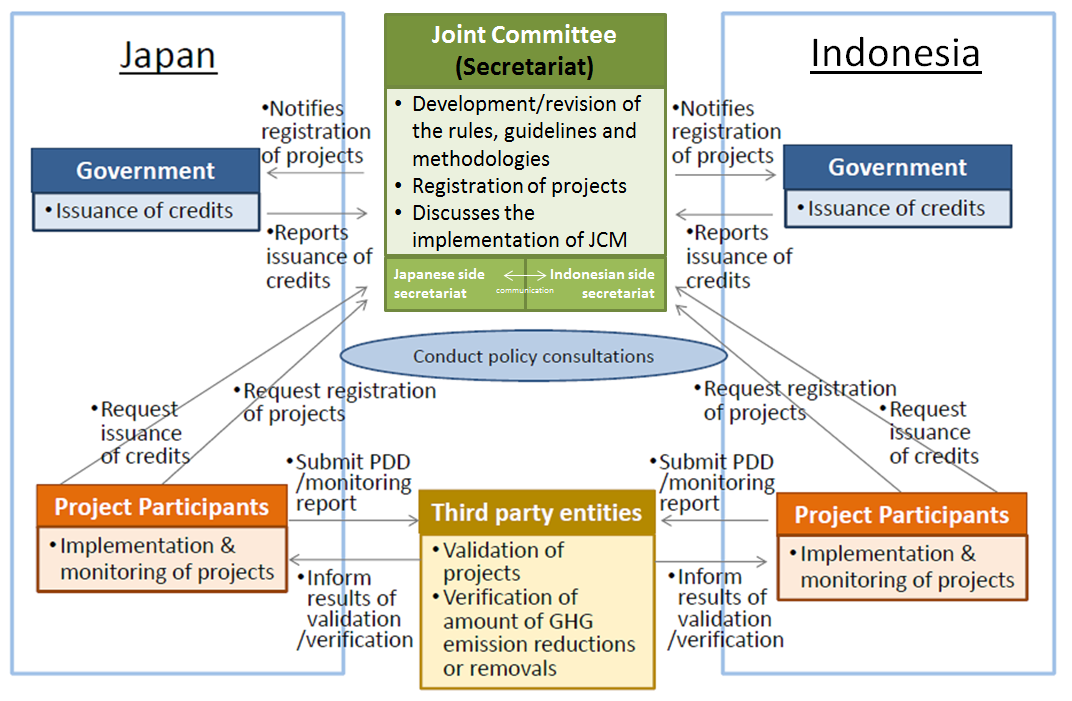 Japan
Joint Committee
(Secretariat)
• Development/revision of
the rules, guidelines and
methodologies
• Registration of projects
• Discusses the
implementation of JCM
Japanese side
secretariat
communication
Indonesian side
secretariat
Indonesia
•Notifies
registration
of projects
Government
•Issuance of credits
•Reports
issuance of
credits
•Notifies
registration
of projects
Government
•Issuance of credits
•Reports
issuance of
credits
Conduct policy consultations
•Request registration
of projects
•Request
issuance
of credits
•Request registration
of projects
•Request
issuance
of credits
•Submit PDD
/monitoring
report
•Submit PDD
/monitoring
report
Project Participants
•Implementation &
monitoring of projects
Third party entities
•Validation of
projects
•Verification of
amount of GHG
emission reductions
or removals
Project Participants
•Implementation &
monitoring of projects
•Inform
results of
validation
/verification
•Inform
results of
validation
/verification